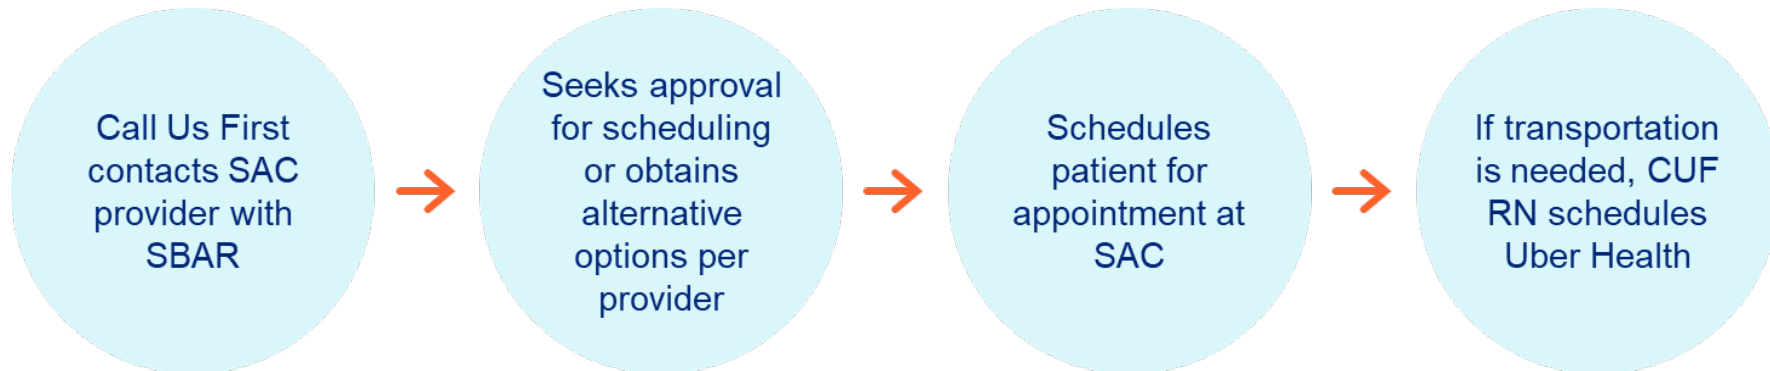 Call Us First
contacts SAC
provider with
SBAR
Seeks approval
for scheduling
or obtains
alternative
options per
provider
Schedules
patient for
appointment at
SAC
If transportation
is needed, CUF
RN schedules
Uber Health